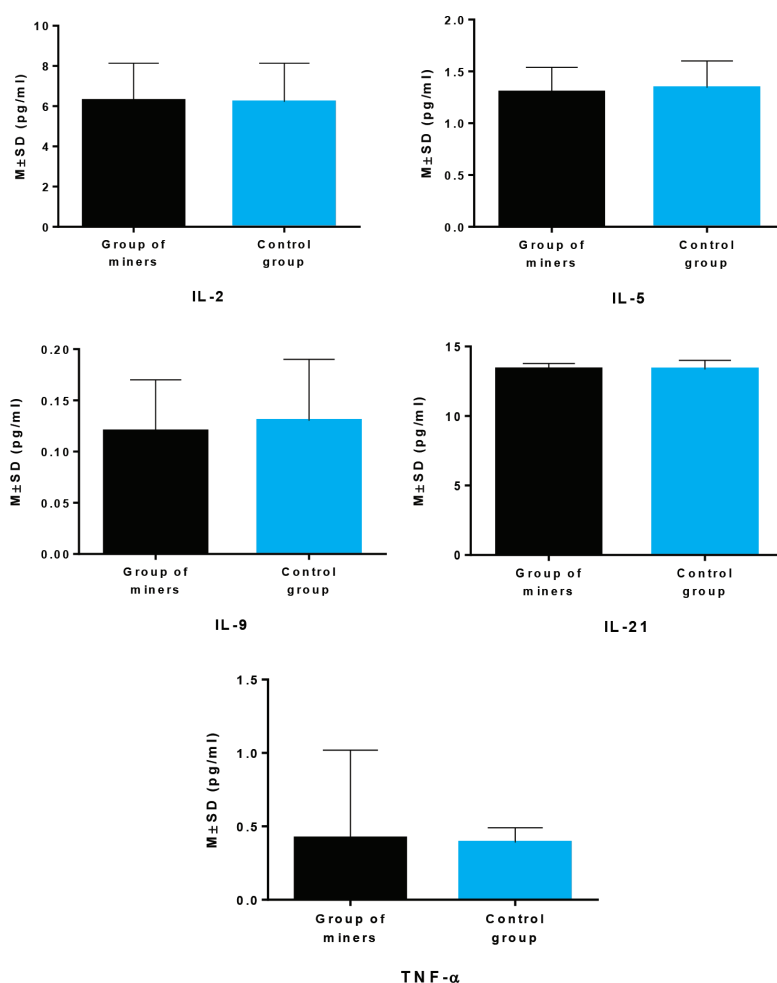 M±SD (pg/ml)
10
8
6
4
2
0
Group of
miners
Control
group
IL-2
M±SD (pg/ml)
2.0
1.5
1.0
0.5
0.0
Group of
miners
Control
group
IL-5
M±SD (pg/ml)
0.20
0.15
0.10
0.05
0.00
Group of
miners
Control
group
IL-9
M±SD (pg/ml)
15
10
5
0
Group of
miners
Control
group
IL-21
M±SD (pg/ml)
1.5
1.0
0.5
0.0
Group of
miners
Control
group
TNF-α